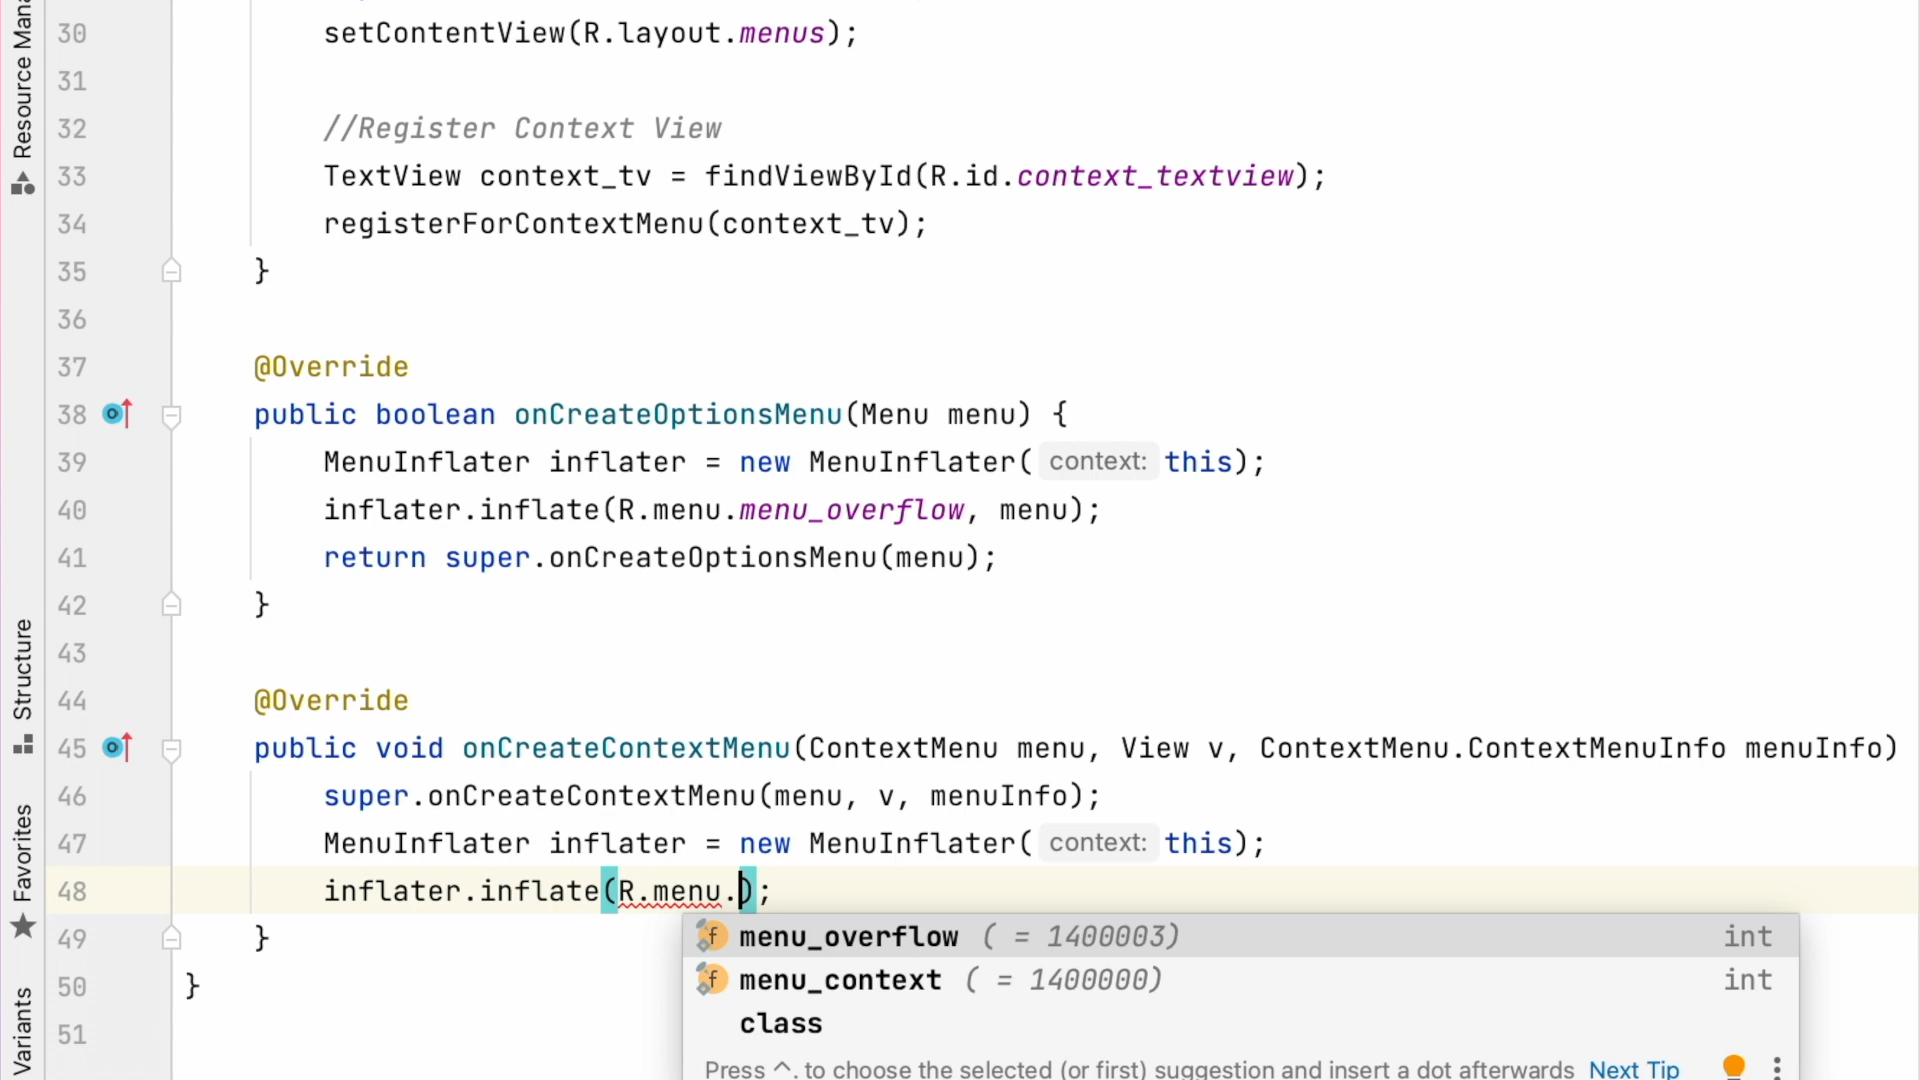 Resource Mana
Structure
Favorites
Variants
30 setContentView(R.layout.menus);
31
32 //Register Context View
33 TextView context_tv = findViewById(R.id.context_textview);
34 registerForContextMenu(context_tv);
35 }
36
37 @Override
38 public boolean onCreateOptionsMenu(Menu menu) {
39 MenuInflater inflater = new MenuInflater( context: this);
40 inflater.inflate(R.menu.menu_overflow, menu);
41 return super.onCreateOptionsMenu(menu);
42 }
43
44 @Override
45 public void onCreateContextMenu(ContextMenu menu, View v, ContextMenu.ContextMenuInfo menuInfo)
46 super.onCreateContextMenu(menu, v, menuInfo);
47 MenuInflater inflater = new MenuInflater( context: this);
48 inflater.inflate(R.menu.);
49 }
50 }
51
f menu_overflow ( = 1400003) int
f menu_context ( = 1400000) int
class
Press ^. to choose the selected (or first) suggestion and insert a dot afterwards Next Tip